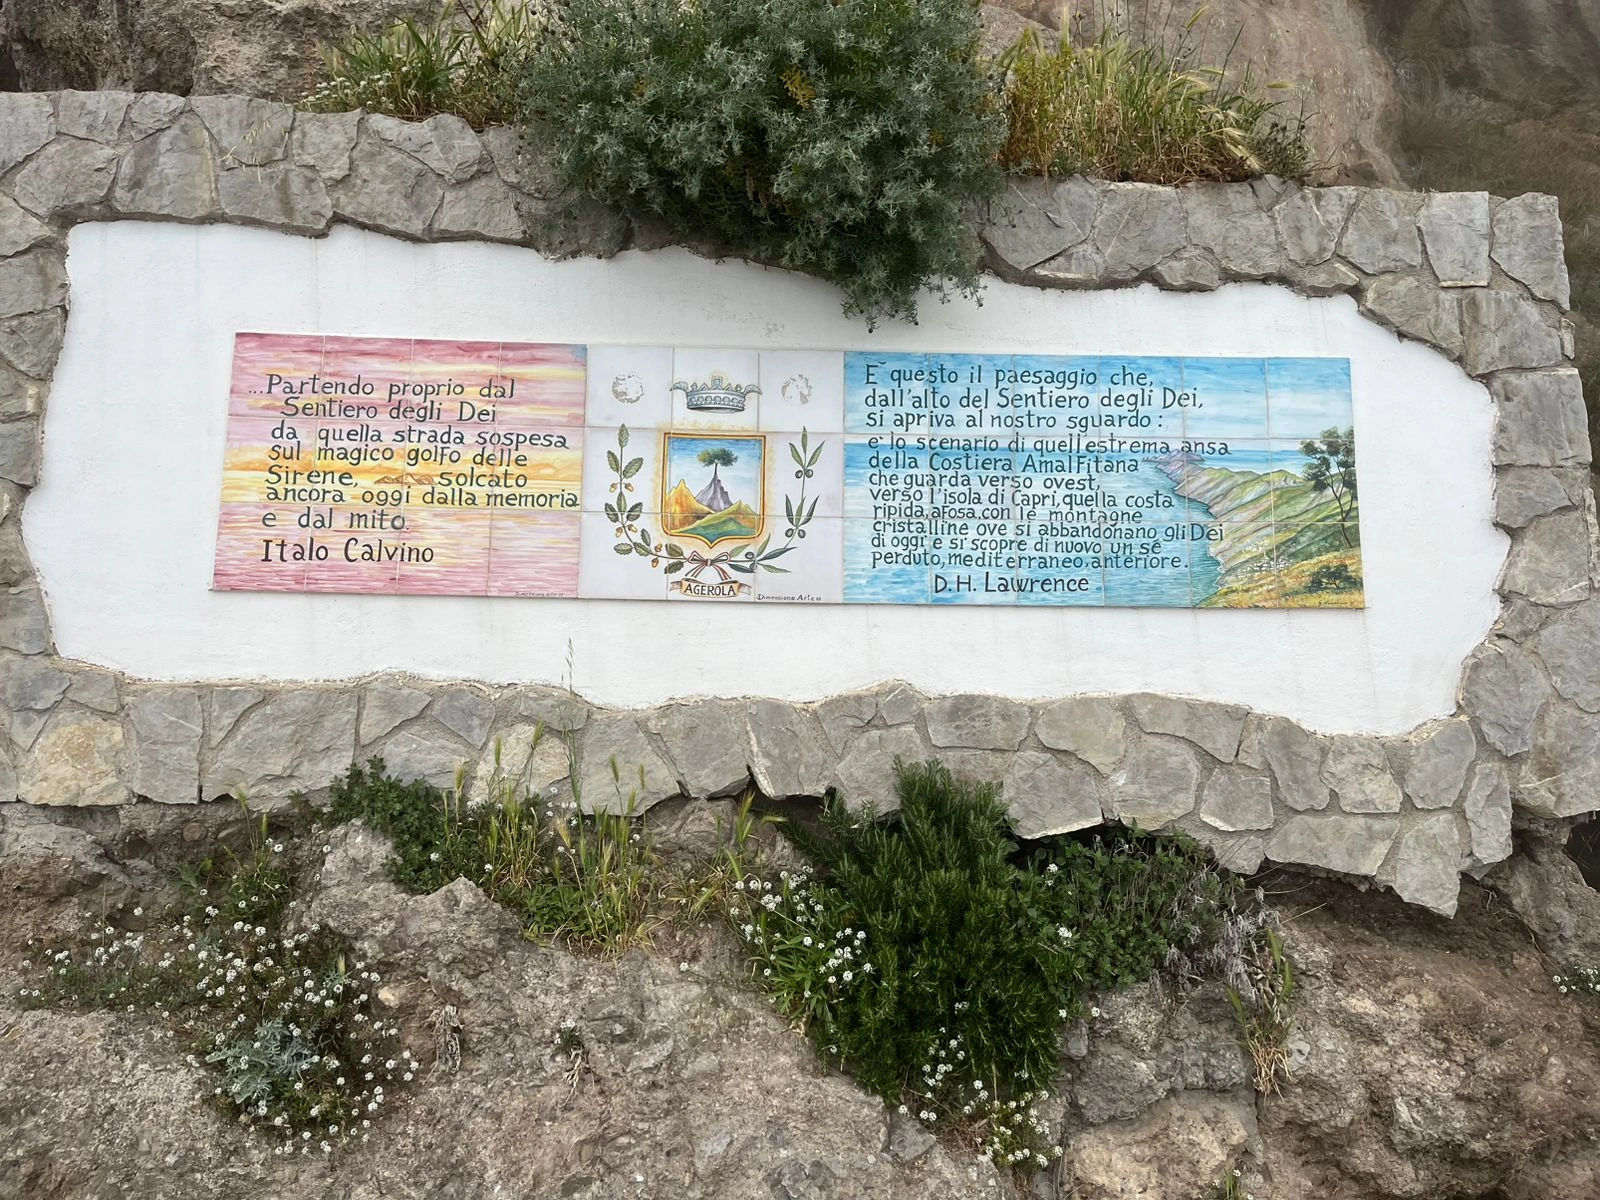 ...Partendo proprio dal
Sentiero degli Dei
da quella strada sospesa
sul magico golfo delle
Sirene, solcato
ancora oggi dalla memoria
e dal mito.
Italo Calvino
AGEROLA
Dimensione Arte
È questo il paesaggio che,
dall'alto del Sentiero degli Dei,
si apriva al nostro sguardo:
e' lo scenario di quell'estrema ansa
della Costiera Amalfitana
che guarda verso ovest,
verso l'isola di Capri, quella costa
ripida, afosa, con le montagne
cristalline ove si abbandonano gli Dei
di oggi e si scopre di nuovo un sé
perduto, mediterraneo, anteriore.
D.H. Lawrence